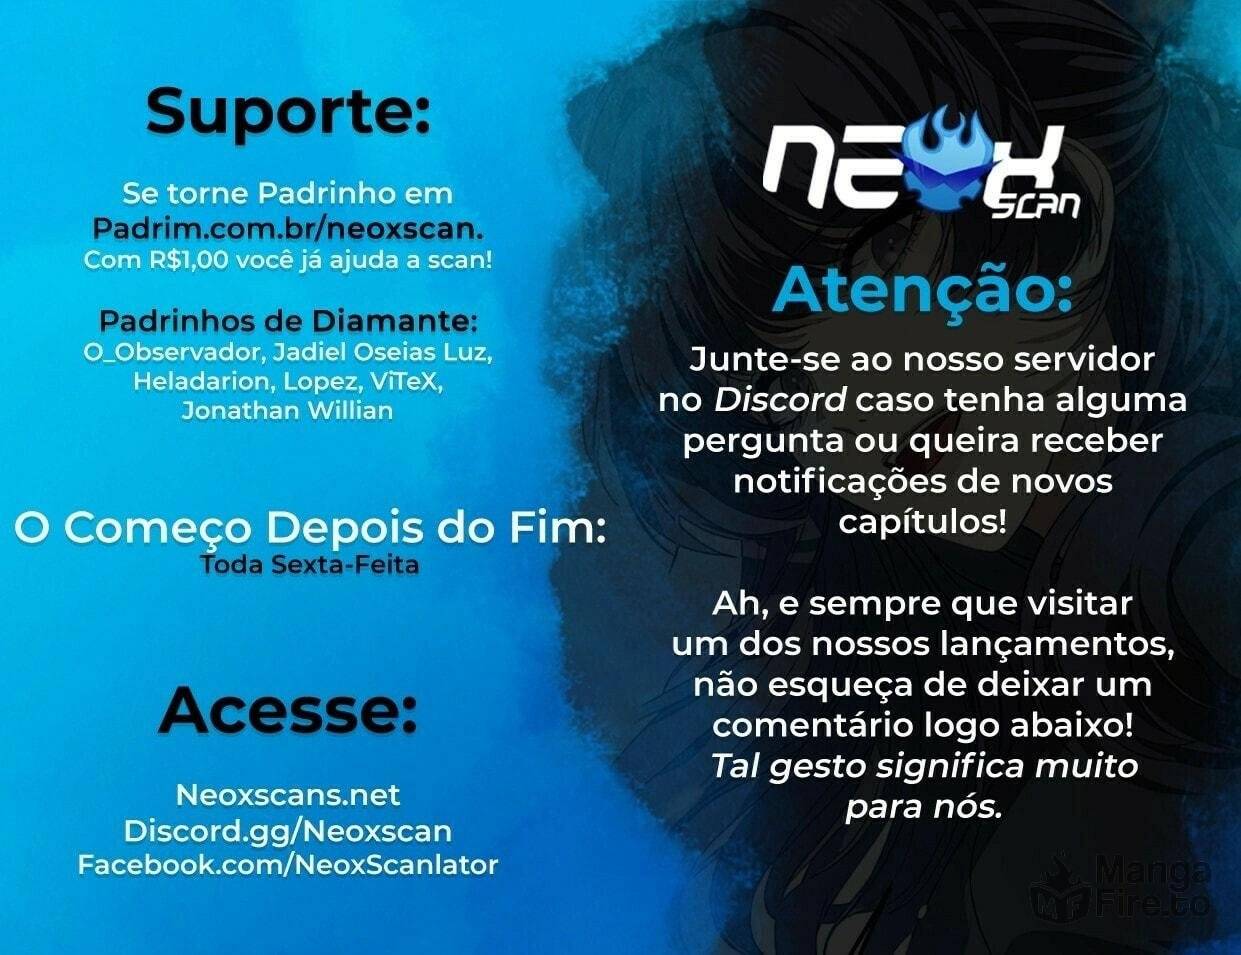 Suporte:
Se torne Padrinho em
Padrim.com.br/neoxscan.
Com R$1,00 você já ajuda a scan!
Padrinhos de Diamante:
O_Observador, Jadiel Oseias Luz,
Heladarion, Lopez, ViTeX,
Jonathan Willian
O Começo Depois do Fim:
Toda Sexta-Feita
Acesse:
Neoxscans.net
Discord.gg/Neoxscan
Facebook.com/NeoxScanlator
NEOX
SCAN
Atenção:
Junte-se ao nosso servidor
no Discord caso tenha alguma
pergunta ou queira receber
notificações de novos
capítulos!
Ah, e sempre que visitar
um dos nossos lançamentos,
não esqueça de deixar um
comentário logo abaixo!
Tal gesto significa muito
para nós.
Manga
MF Fire.to